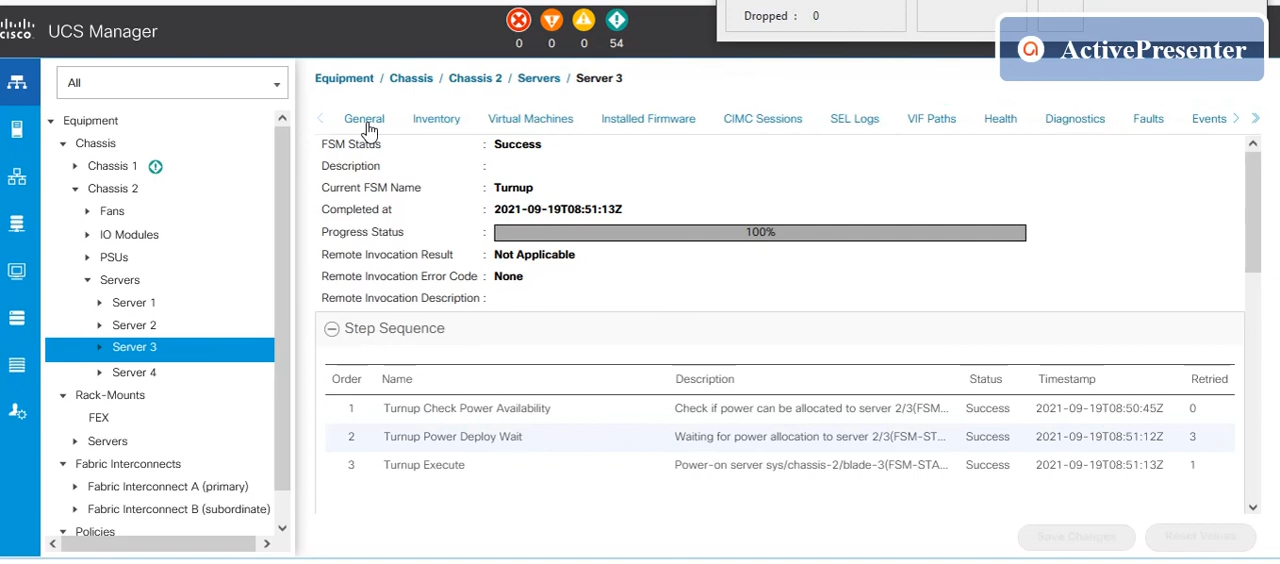 Dropped : 0
CISCO UCS Manager
0 0 0 54
ActivePresenter
All
Equipment / Chassis / Chassis 2 / Servers / Server 3
General Inventory Virtual Machines Installed Firmware CIMC Sessions SEL Logs VIF Paths Health Diagnostics Faults Events
Equipment
Chassis
Chassis 1
Chassis 2
Fans
IO Modules
PSUs
Servers
Server 1
Server 2
Server 3
Server 4
Rack-Mounts
FEX
Servers
Fabric Interconnects
Fabric Interconnect A (primary)
Fabric Interconnect B (subordinate)
Policies
FSM Status : Success
Description :
Current FSM Name : Turnup
Completed at : 2021-09-19T08:51:13Z
Progress Status : 100%
Remote Invocation Result : Not Applicable
Remote Invocation Error Code : None
Remote Invocation Description :
Step Sequence
Order Name Description Status Timestamp Retried
1 Turnup Check Power Availability Check if power can be allocated to server 2/3(FSM... Success 2021-09-19T08:50:45Z 0
2 Turnup Power Deploy Wait Waiting for power allocation to server 2/3(FSM-ST... Success 2021-09-19T08:51:12Z 3
3 Turnup Execute Power-on server sys/chassis-2/blade-3(FSM-STA... Success 2021-09-19T08:51:13Z 1
Save Changes Reset Values